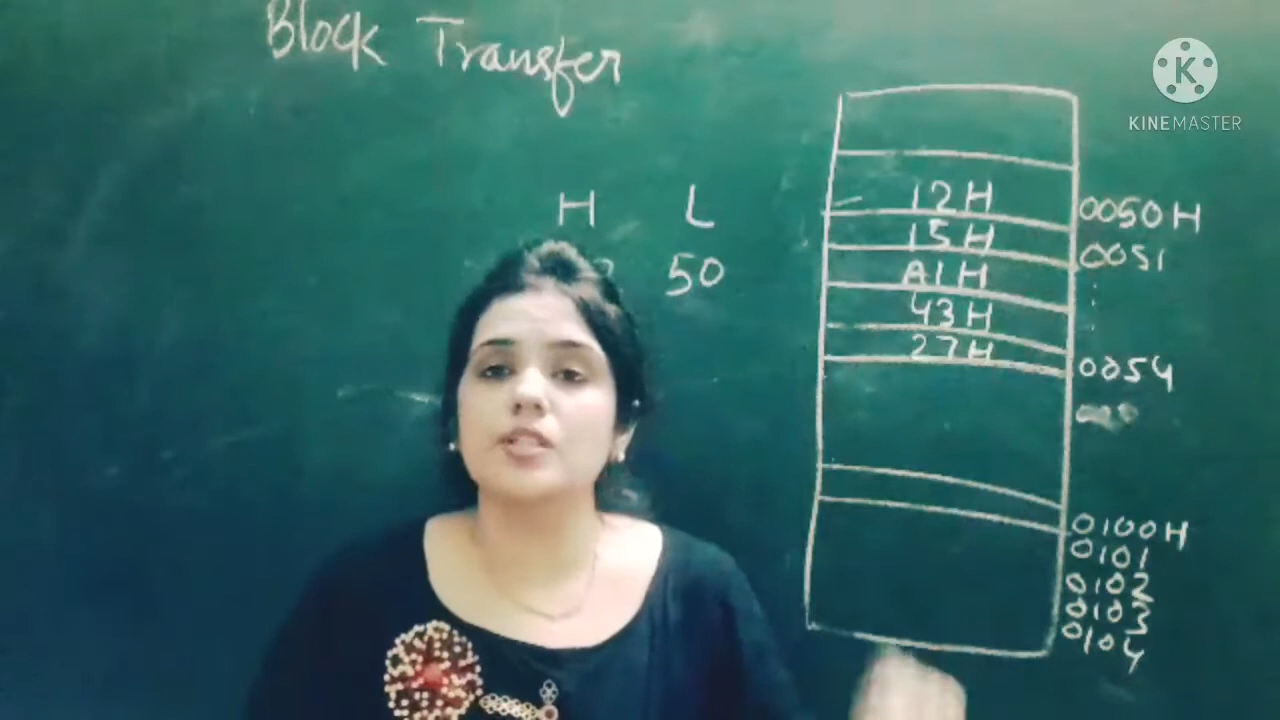 Block Transfer
H L
50
12H
15H
A1H
43H
27H
0050H
0051
0054
0100H
0101
0102
0103
0104
KINEMASTER